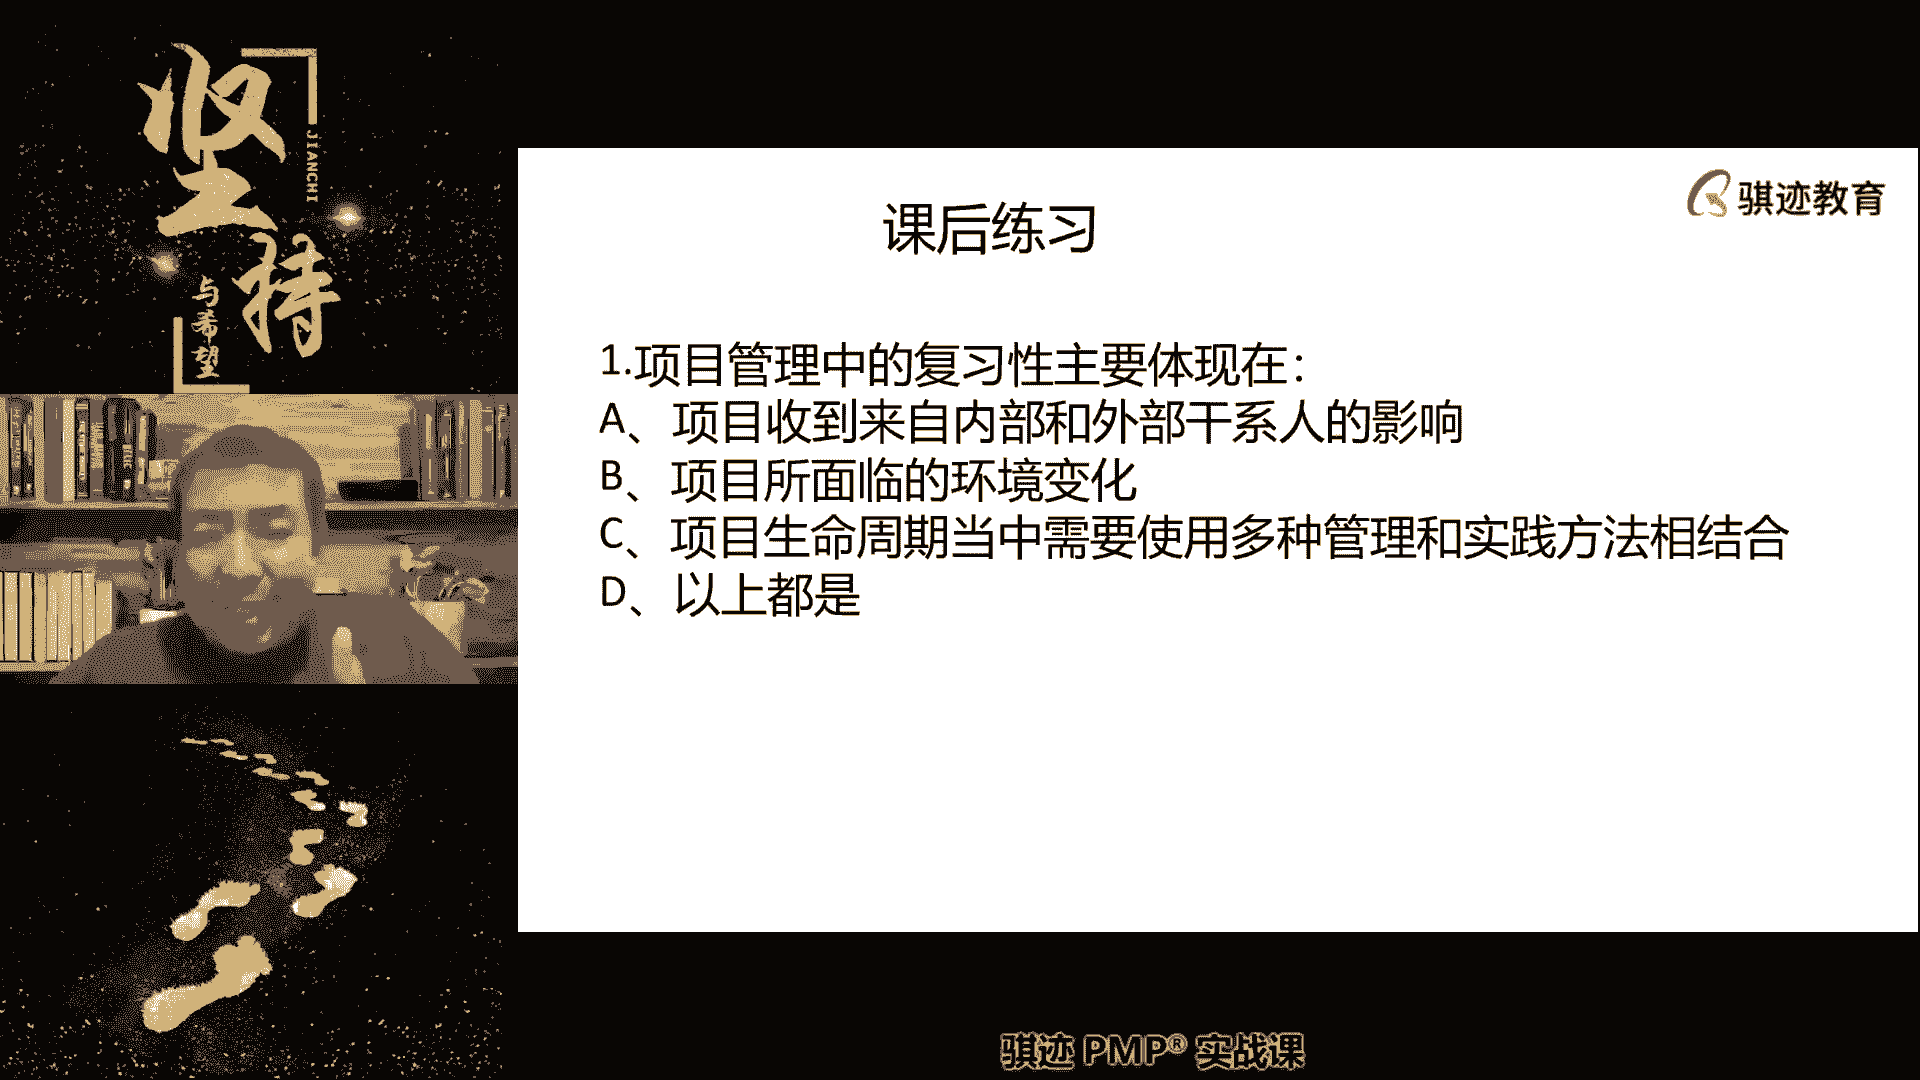 坚持
JIANCHI
与希望
骐迹教育
课后练习
1.项目管理中的复习性主要体现在：
A、项目收到来自内部和外部干系人的影响
B、项目所面临的环境变化
C、项目生命周期当中需要使用多种管理和实践方法相结合
D、以上都是
骐迹 PMP® 实战课